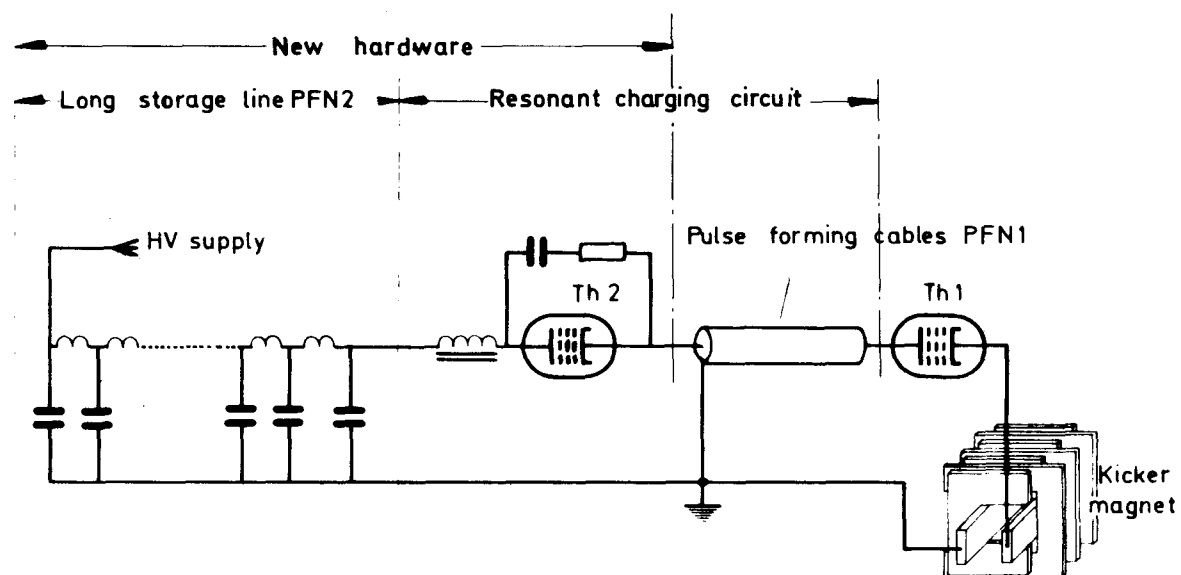 New hardware
Long storage line PFN2
Resonant charging circuit
HV supply
Pulse forming cables PFN1
Th 2
Th 1
Kicker
magnet